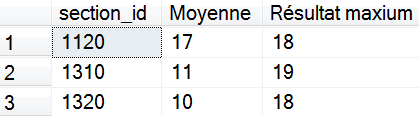 section_id Moyenne Résultat maxium
1 1120 17 18
2 1310 11 19
3 1320 10 18